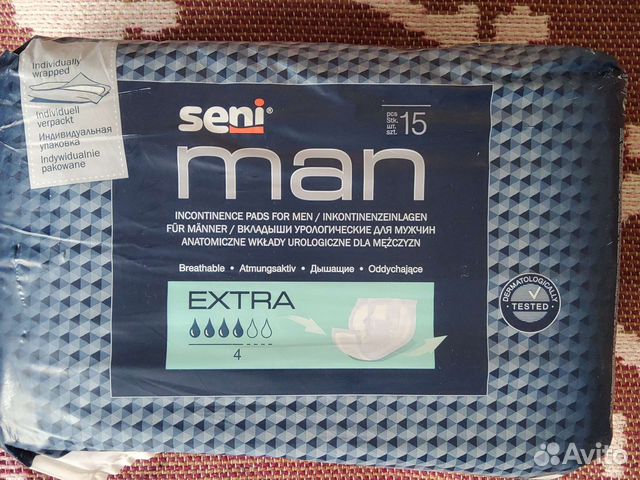 Individually
wrapped
Individuell
verpackt
Индивидуальная
упаковка
Indywidualnie
pakowane
seni®
pcs
Stk.
шт.
szt.
15
man
INCONTINENCE PADS FOR MEN / INKONTINENZEINLAGEN
FÜR MÄNNER / ВКЛАДЫШИ УРОЛОГИЧЕСКИЕ ДЛЯ МУЖЧИН
ANATOMICZNE WKŁADY UROLOGICZNE DLA MĘŻCZYZN
Breathable • Atmungsaktiv • Дышащие • Oddychające
EXTRA
4
DERMATOLOGICALLY
TESTED
Avito